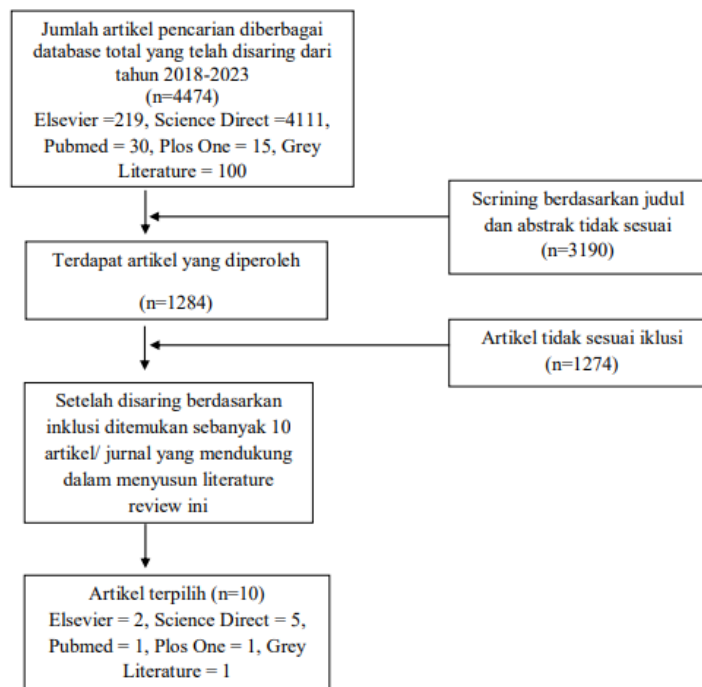 Jumlah artikel pencarian diberbagai
database total yang telah disaring dari
tahun 2018-2023
(n=4474)
Elsevier =219, Science Direct =4111,
Pubmed = 30, Plos One = 15, Grey
Literature = 100
Scrining berdasarkan judul
dan abstrak tidak sesuai
(n=3190)
Terdapat artikel yang diperoleh
(n=1284)
Artikel tidak sesuai iklusi
(n=1274)
Setelah disaring berdasarkan
inklusi ditemukan sebanyak 10
artikel/ jurnal yang mendukung
dalam menyusun literature
review ini
Artikel terpilih (n=10)
Elsevier = 2, Science Direct = 5,
Pubmed = 1, Plos One = 1, Grey
Literature = 1